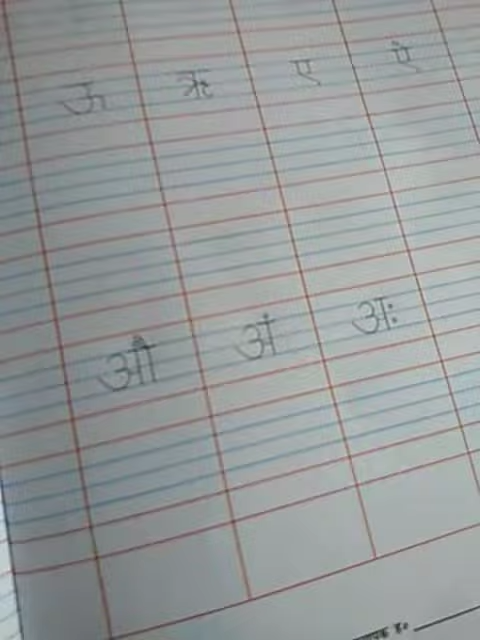 ऊ ऋ ए ऐ
औ अं अः